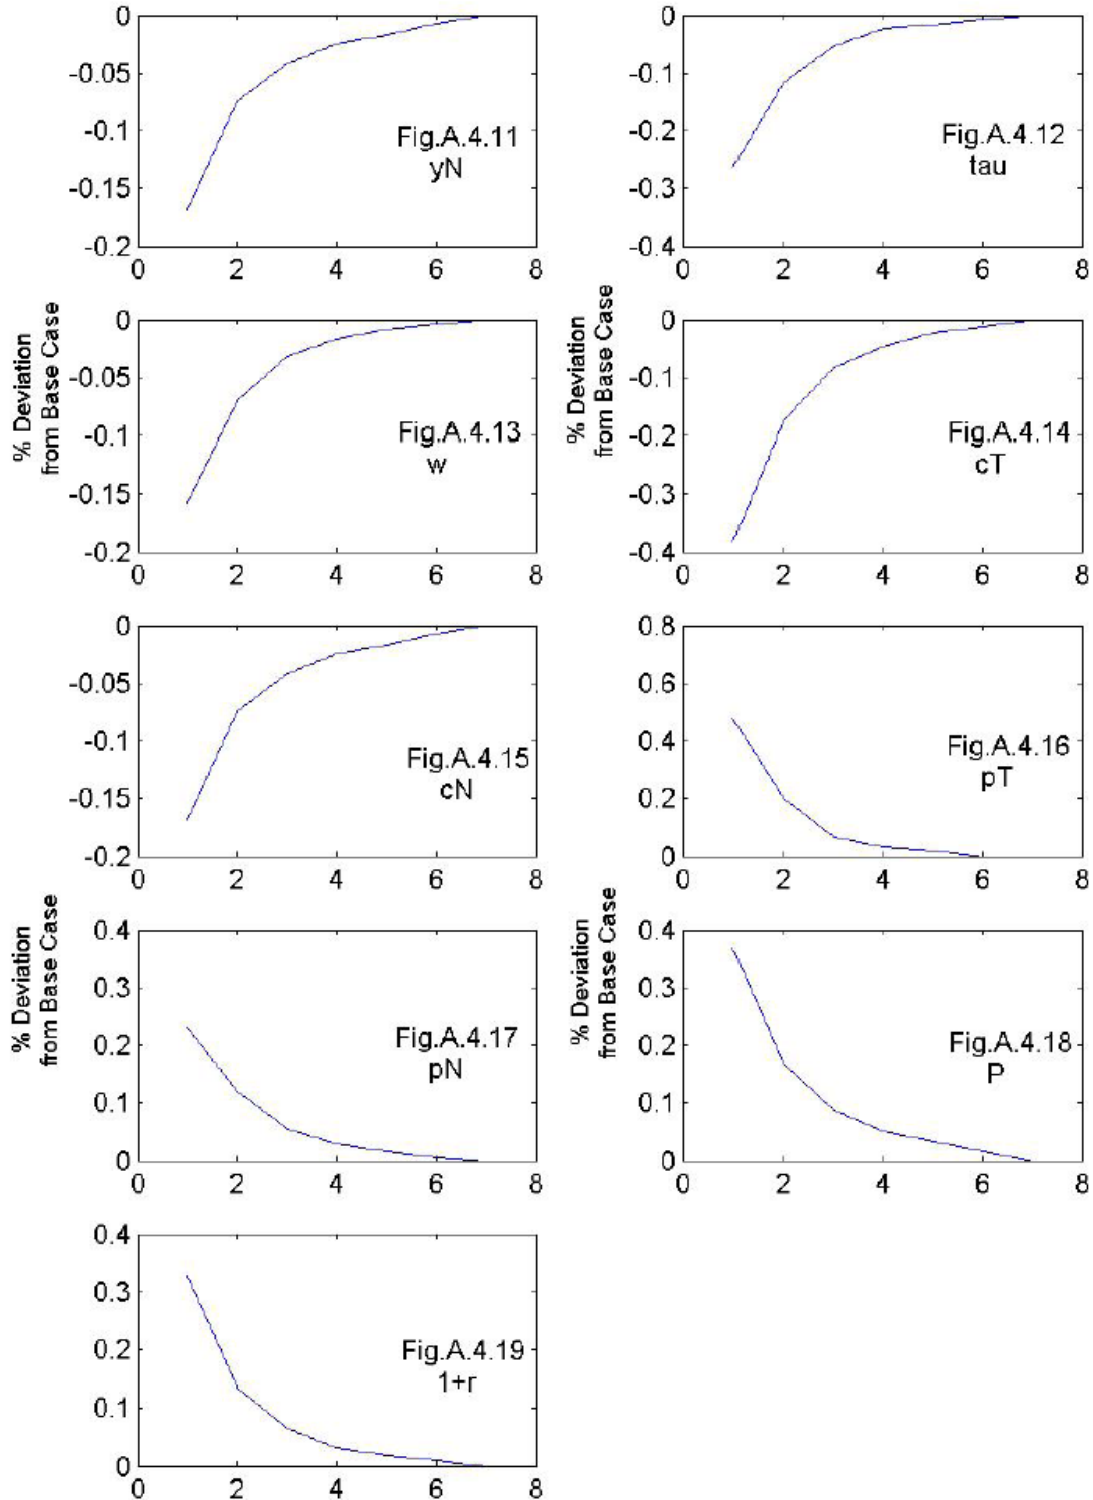 0
-0.05
-0.1
-0.15
-0.2
0 2 4 6 8
Fig.A.4.11
yN
0
-0.1
-0.2
-0.3
-0.4
0 2 4 6 8
Fig.A.4.12
tau
% Deviation
from Base Case
0
-0.05
-0.1
-0.15
-0.2
0 2 4 6 8
Fig.A.4.13
w
% Deviation
from Base Case
0
-0.1
-0.2
-0.3
-0.4
0 2 4 6 8
Fig.A.4.14
cT
0
-0.05
-0.1
-0.15
-0.2
0 2 4 6 8
Fig.A.4.15
cN
0.8
0.6
0.4
0.2
0
0 2 4 6 8
Fig.A.4.16
pT
% Deviation
from Base Case
0.4
0.3
0.2
0.1
0
0 2 4 6 8
Fig.A.4.17
pN
% Deviation
from Base Case
0.4
0.3
0.2
0.1
0
0 2 4 6 8
Fig.A.4.18
P
0.4
0.3
0.2
0.1
0
0 2 4 6 8
Fig.A.4.19
1+r